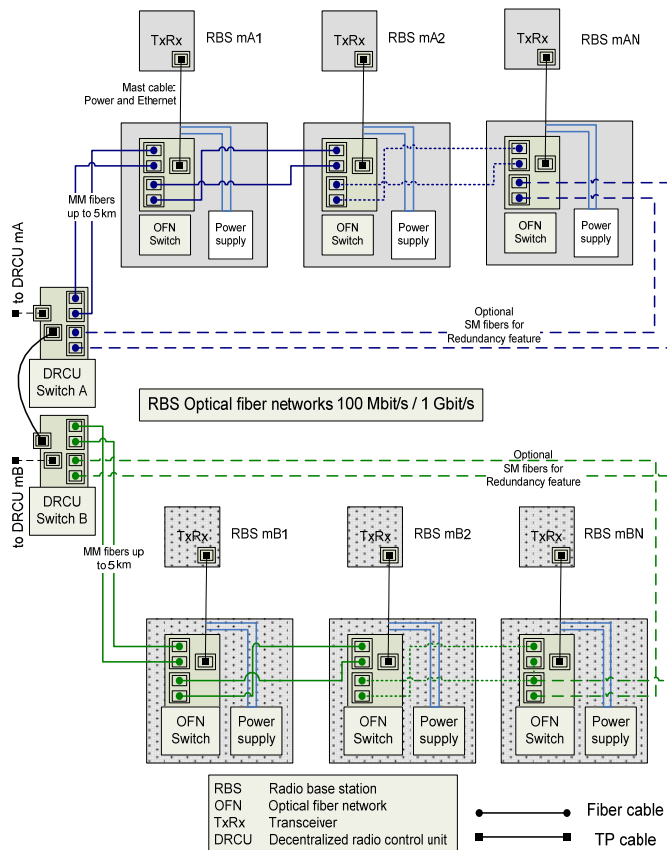 TxRx
RBS mA1
TxRx
RBS mA2
TxRx
RBS mAN
Mast cable:
Power and Ethernet
MM fibers
up to 5 km
OFN
Switch
Power
supply
OFN
Switch
Power
supply
OFN
Switch
Power
supply
to DRCU mA
Optional
SM fibers for
Redundancy feature
DRCU
Switch A
RBS Optical fiber networks 100 Mbit/s / 1 Gbit/s
to DRCU mB
DRCU
Switch B
Optional
SM fibers for
Redundancy feature
MM fibers up
to 5 km
TxRx
RBS mB1
TxRx
RBS mB2
TxRx
RBS mBN
OFN
Switch
Power
supply
OFN
Switch
Power
supply
OFN
Switch
Power
supply
RBS Radio base station
OFN Optical fiber network
TxRx Transceiver
DRCU Decentralized radio control unit
Fiber cable
TP cable